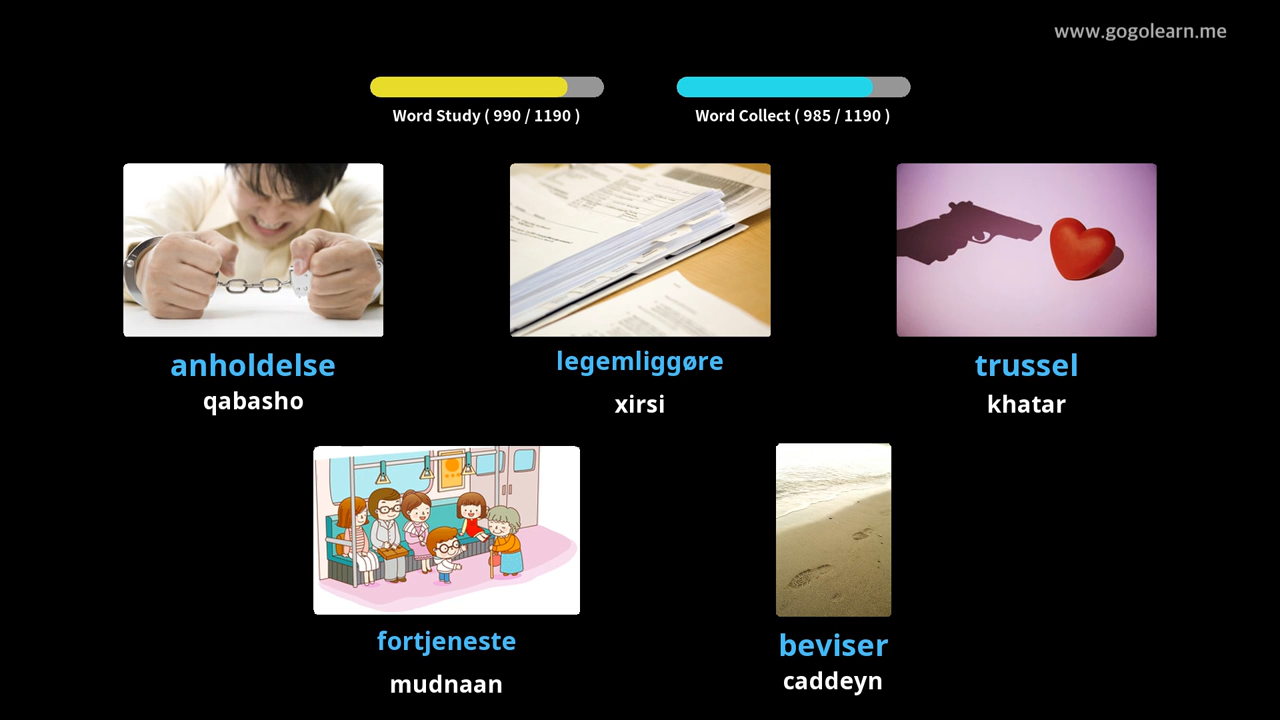 www.gogolearn.me
Word Study ( 990 / 1190 )
Word Collect ( 985 / 1190 )
anholdelse
qabasho
legemliggøre
xirsi
trussel
khatar
fortjeneste
mudnaan
beviser
caddeyn